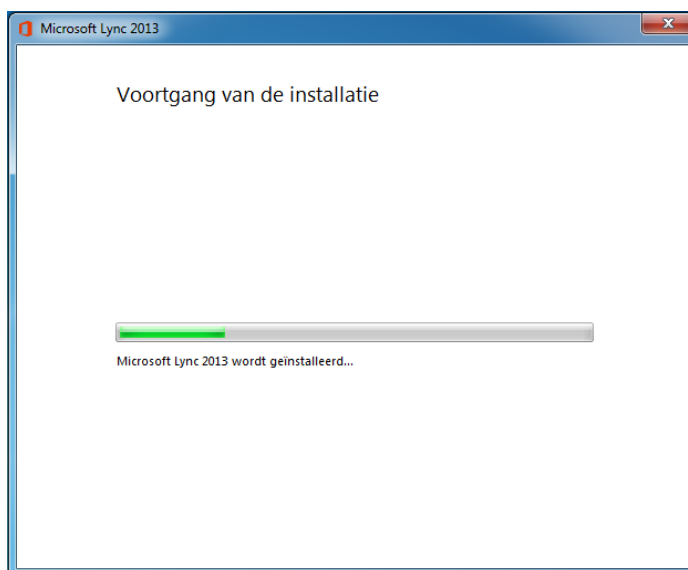 Microsoft Lync 2013
Voortgang van de installatie
Microsoft Lync 2013 wordt geïnstalleerd...